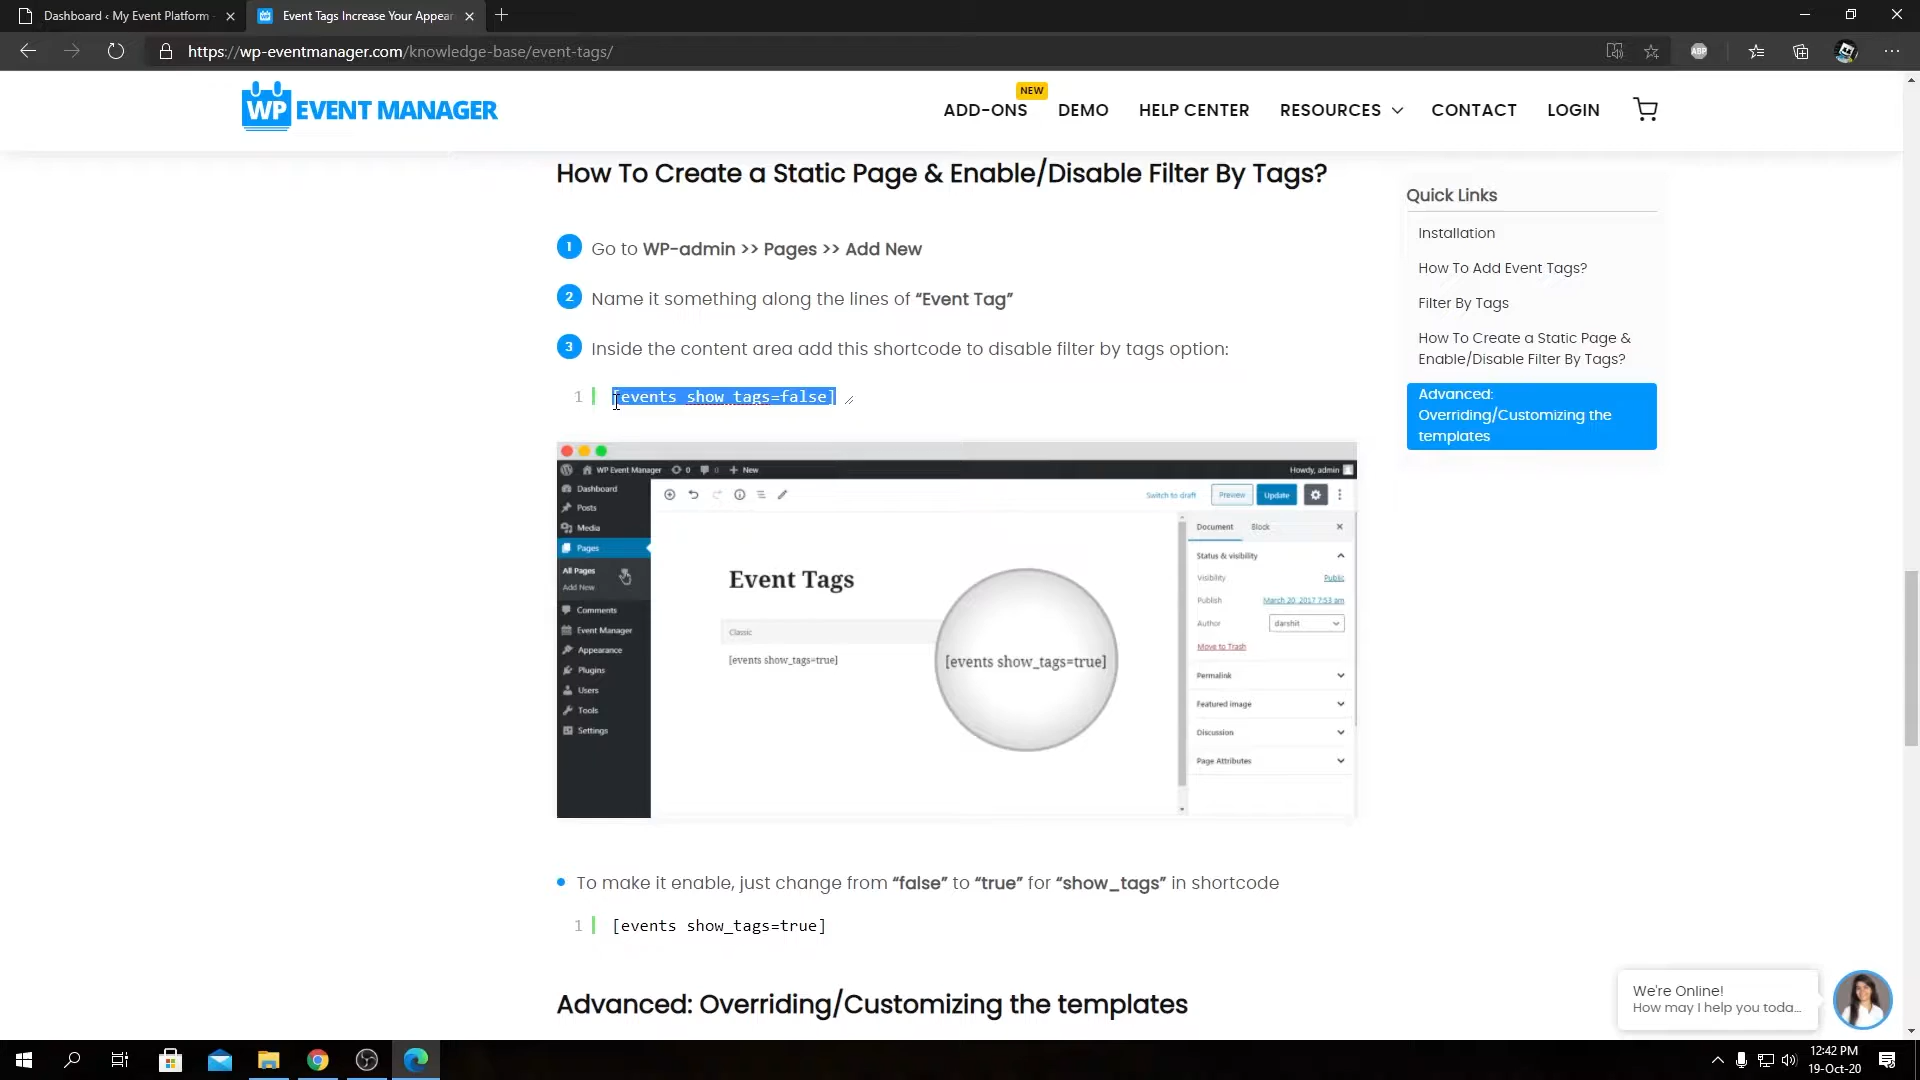 Dashboard ‹ My Event Platform
Event Tags Increase Your Appear
https://wp-eventmanager.com/knowledge-base/event-tags/
ABP
WP EVENT MANAGER
ADD-ONS
NEW
DEMO
HELP CENTER
RESOURCES
CONTACT
LOGIN
How To Create a Static Page & Enable/Disable Filter By Tags?
1 Go to WP-admin >> Pages >> Add New
2 Name it something along the lines of “Event Tag”
3 Inside the content area add this shortcode to disable filter by tags option:
1 [events show_tags=false]
WP Event Manager 0 0 New
Howdy, admin
Dashboard
Posts
Media
Pages
All Pages
Add New
Comments
Event Manager
Appearance
Plugins
Users
Tools
Settings
Switch to draft
Preview
Update
Event Tags
Classic
[events show_tags=true]
[events show_tags=true]
Document
Block
Status & visibility
Visibility
Public
Publish
March 20, 2017 7:53 am
Author
darshit
Move to Trash
Permalink
Featured image
Discussion
Page Attributes
To make it enable, just change from “false” to “true” for “show_tags” in shortcode
1 [events show_tags=true]
Advanced: Overriding/Customizing the templates
Quick Links
Installation
How To Add Event Tags?
Filter By Tags
How To Create a Static Page &
Enable/Disable Filter By Tags?
Advanced:
Overriding/Customizing the
templates
We're Online!
How may I help you toda...
12:42 PM
19-Oct-20